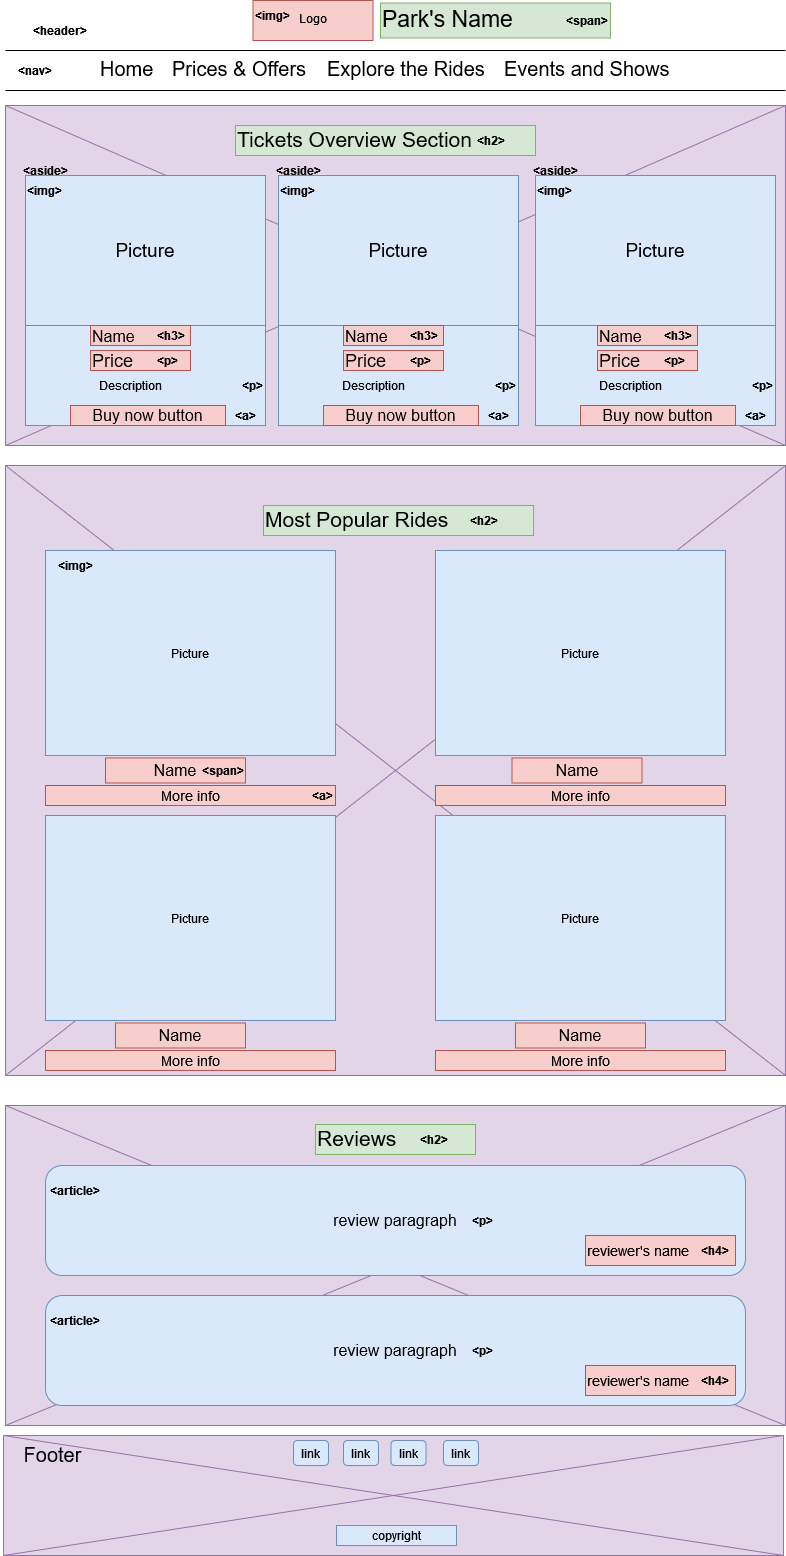 <header>
<img> Logo
Park's Name <span>
<nav> Home Prices & Offers Explore the Rides Events and Shows
Tickets Overview Section <h2>
<aside> <aside> <aside>
<img> <img> <img>
Picture Picture Picture
Name <h3> Name <h3> Name <h3>
Price <p> Price <p> Price <p>
Description <p> Description <p> Description <p>
Buy now button <a> Buy now button <a> Buy now button <a>
Most Popular Rides <h2>
<img>
Picture Picture
Name <span> Name
More info <a> More info
Picture Picture
Name Name
More info More info
Reviews <h2>
<article>
review paragraph <p>
reviewer's name <h4>
<article>
review paragraph <p>
reviewer's name <h4>
Footer link link link link
copyright